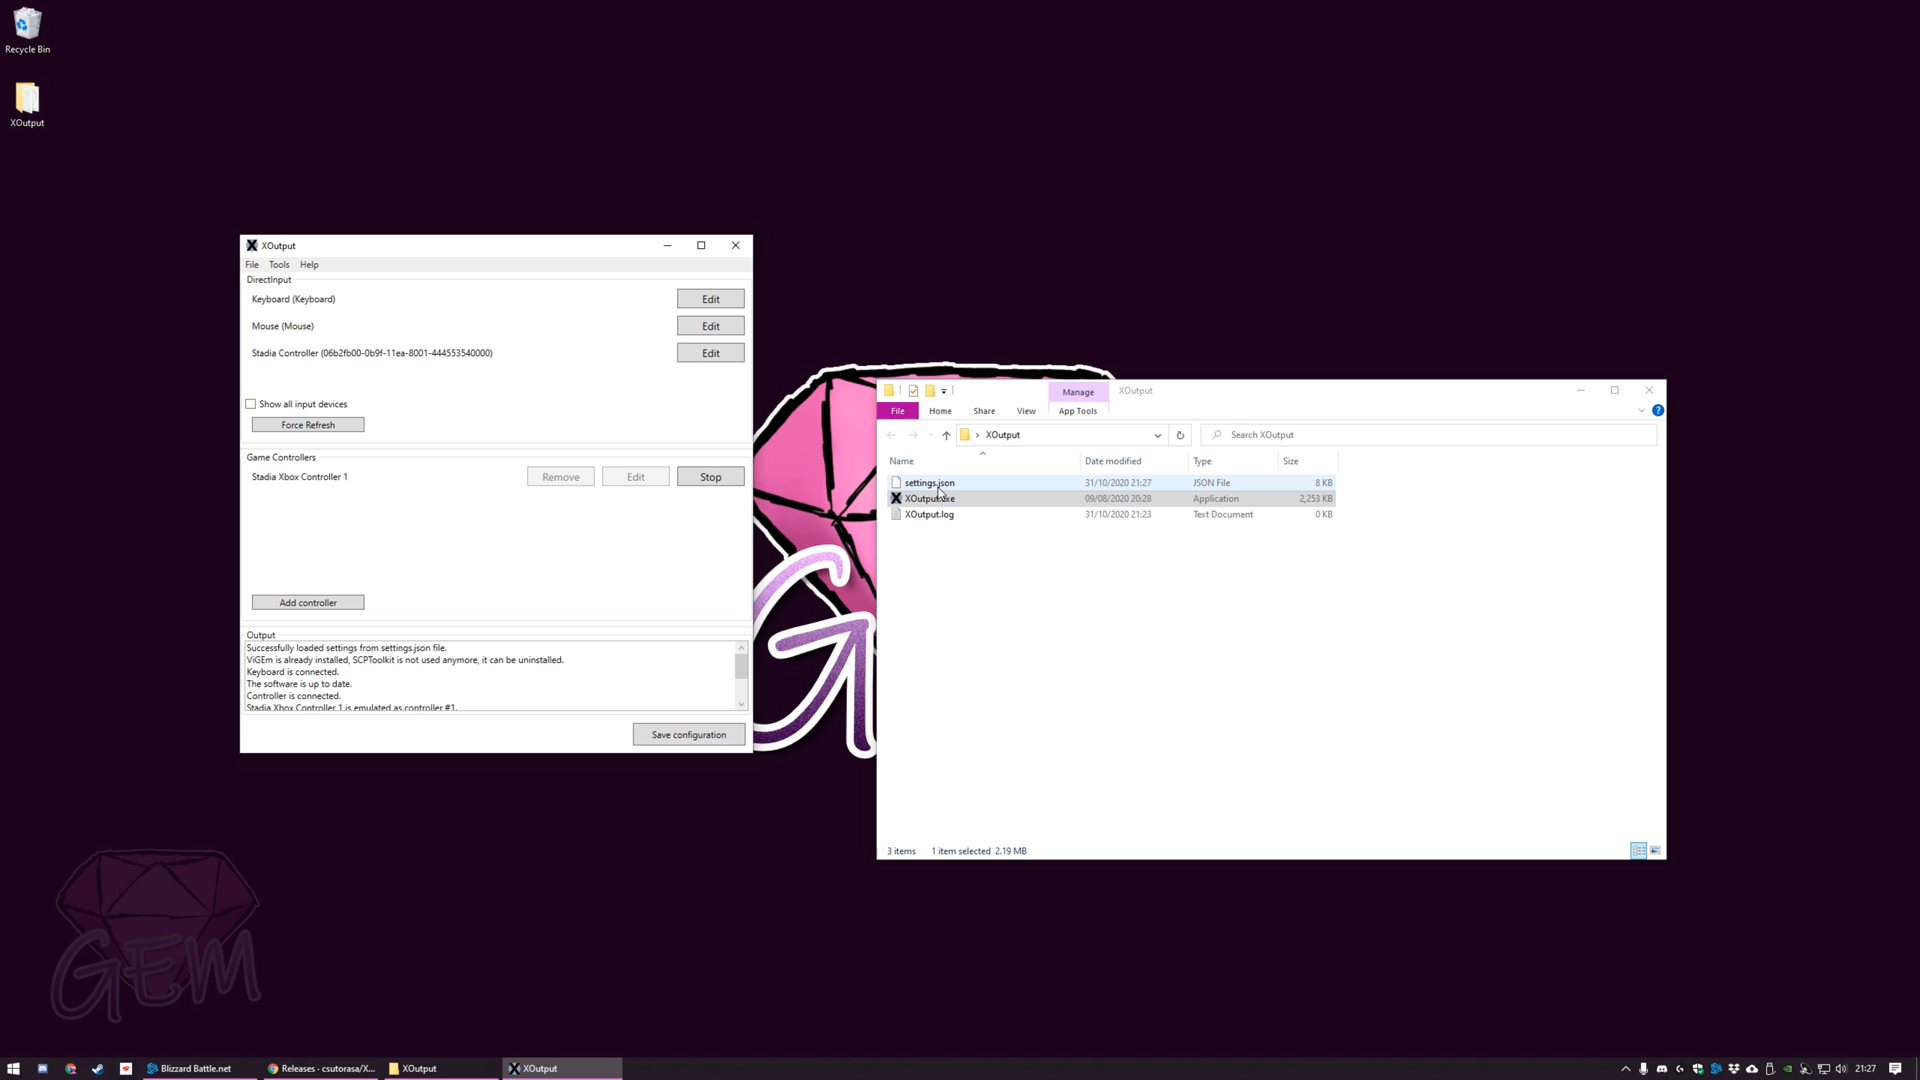 Recycle Bin
XOutput
XOutput
File Tools Help
DirectInput
Keyboard (Keyboard) Edit
Mouse (Mouse) Edit
Stadia Controller (06b2fb00-0b9f-11ea-8001-444553540000) Edit
Show all input devices
Force Refresh
Game Controllers
Stadia Xbox Controller 1 Remove Edit Stop
Add controller
Output
Successfully loaded settings from settings.json file.
ViGEm is already installed, SCPToolkit is not used anymore, it can be uninstalled.
Keyboard is connected.
The software is up to date.
Controller is connected.
Stadia Xbox Controller 1 is emulated as controller #1.
Save configuration
Manage XOutput
File Home Share View App Tools
XOutput Search XOutput
Name Date modified Type Size
settings.json 31/10/2020 21:27 JSON File 8 KB
XOutput.exe 09/08/2020 20:28 Application 2,253 KB
XOutput.log 31/10/2020 21:23 Text Document 0 KB
3 items 1 item selected 2.19 MB
GEM
Blizzard Battle.net Releases · csutorasa/X... XOutput XOutput 21:27